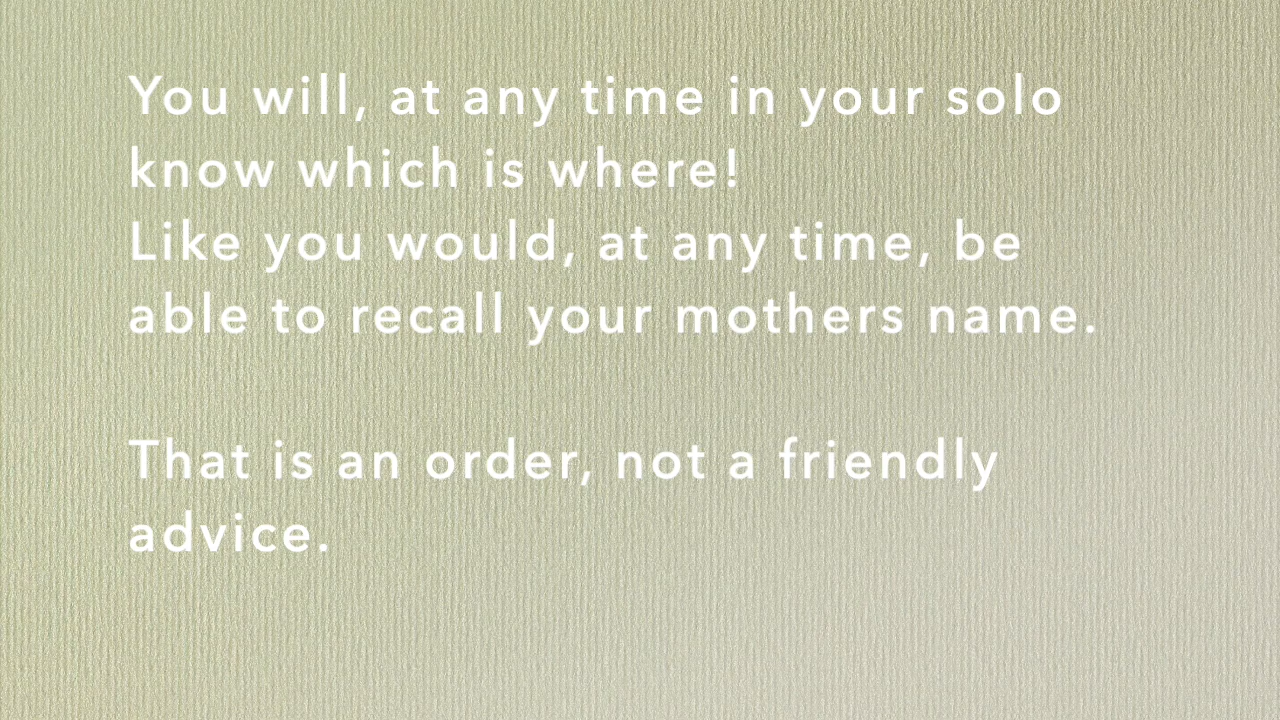 You will, at any time in your solo
know which is where!
Like you would, at any time, be
able to recall your mothers name.
That is an order, not a friendly
advice.